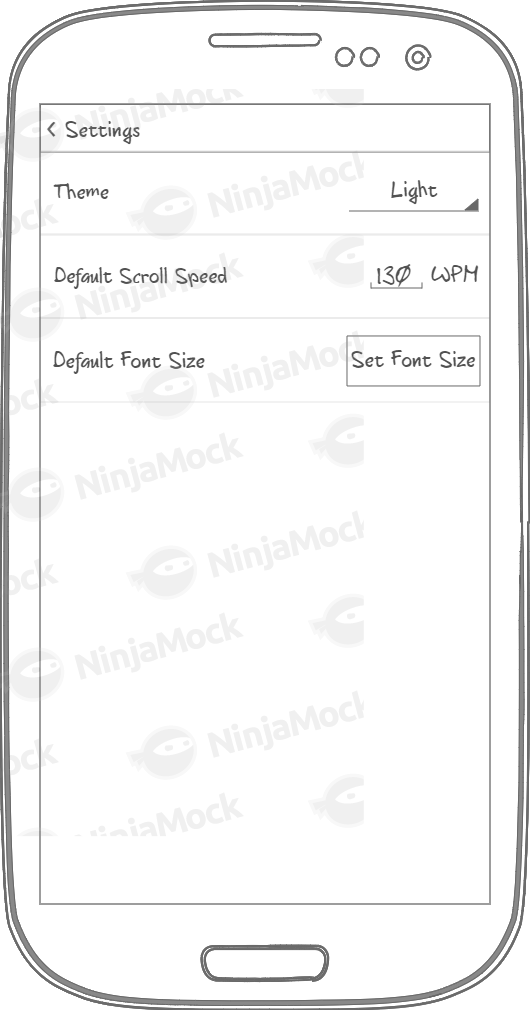 < Settings
Theme Light
Default Scroll Speed 130 WPM
Default Font Size Set Font Size
NinjaMock
NinjaMock
NinjaMock
NinjaMock
NinjaMock
NinjaMock
NinjaMock
NinjaMock
NinjaMock